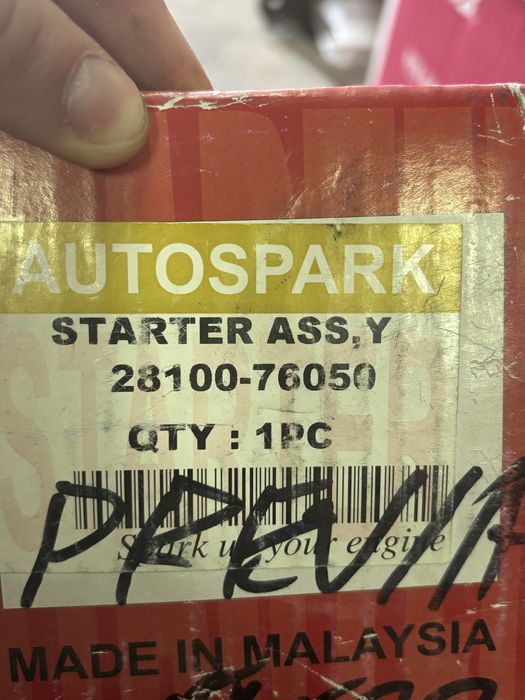 AUTOSPARK
STARTER ASS,Y
28100-76050
QTY : 1PC
Spark up your engine
PREVIA
MADE IN MALAYSIA